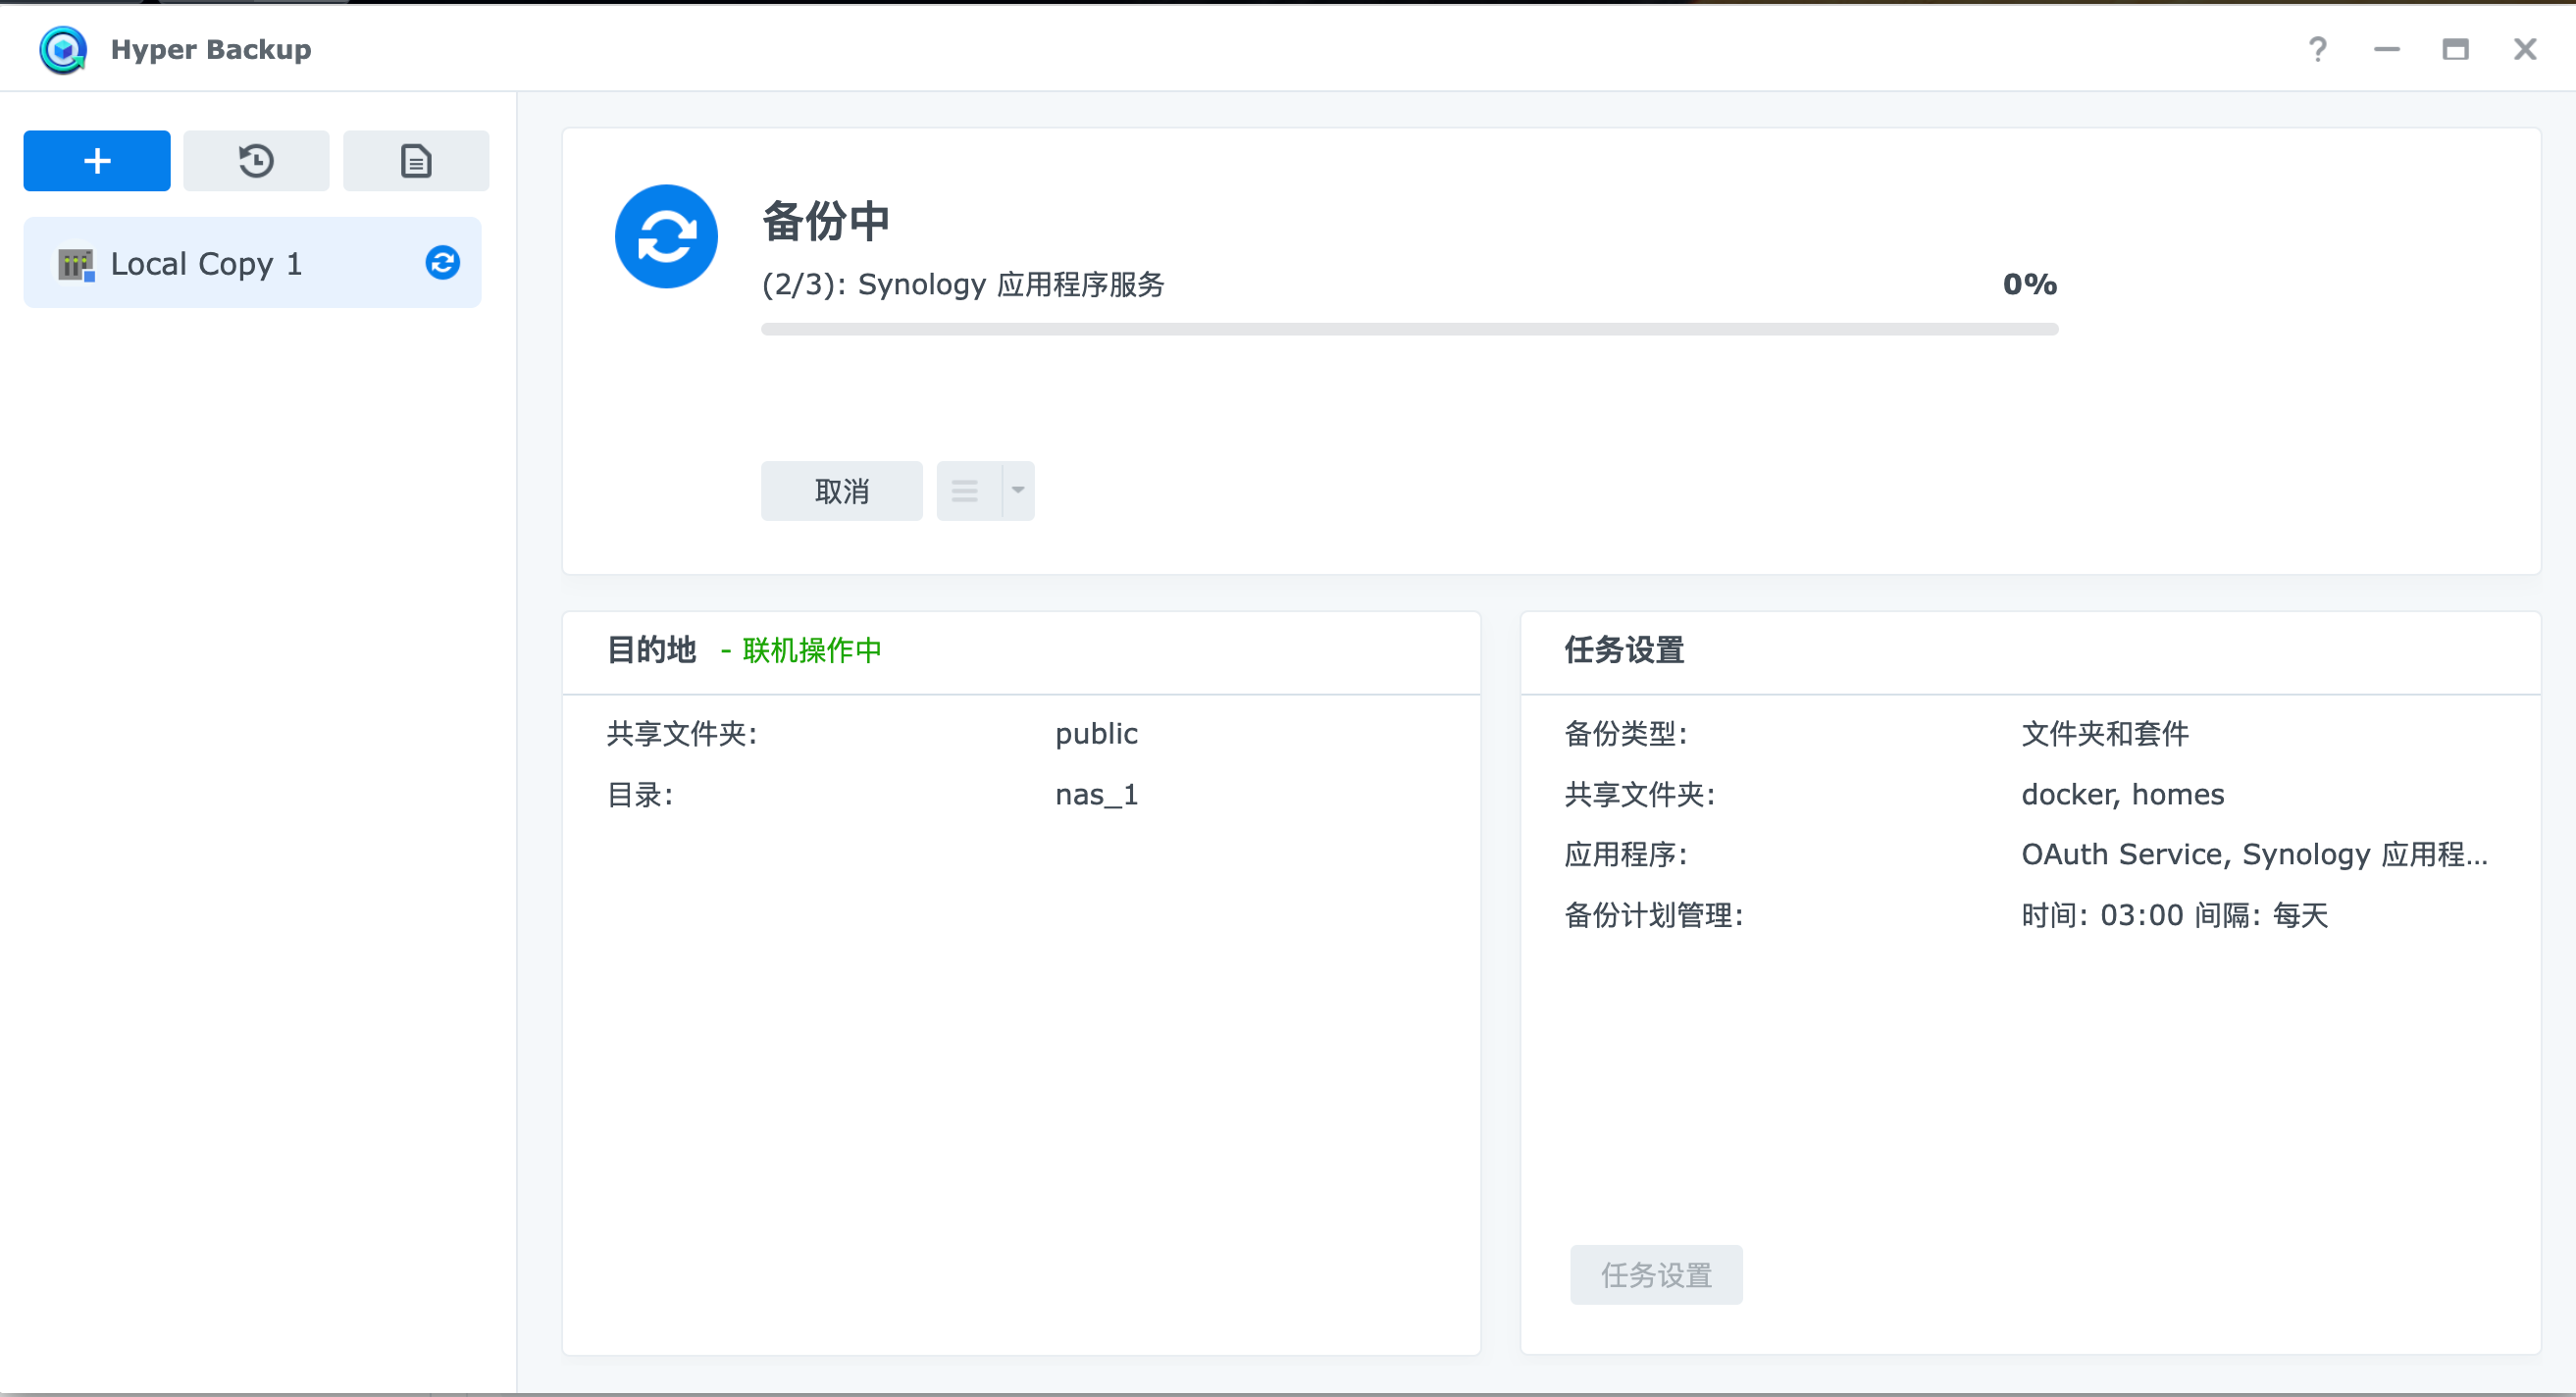 Hyper Backup
Local Copy 1
备份中
(2/3): Synology 应用程序服务 0%
取消
目的地 - 联机操作中
共享文件夹: public
目录: nas_1
任务设置
备份类型: 文件夹和套件
共享文件夹: docker, homes
应用程序: OAuth Service, Synology 应用程...
备份计划管理: 时间: 03:00 间隔: 每天
任务设置